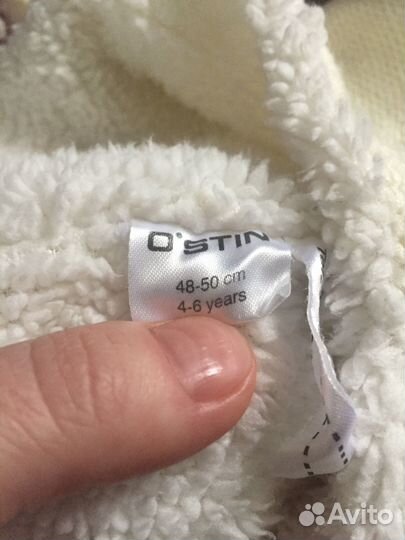 O'STIN
48-50 cm
4-6 years
Avito